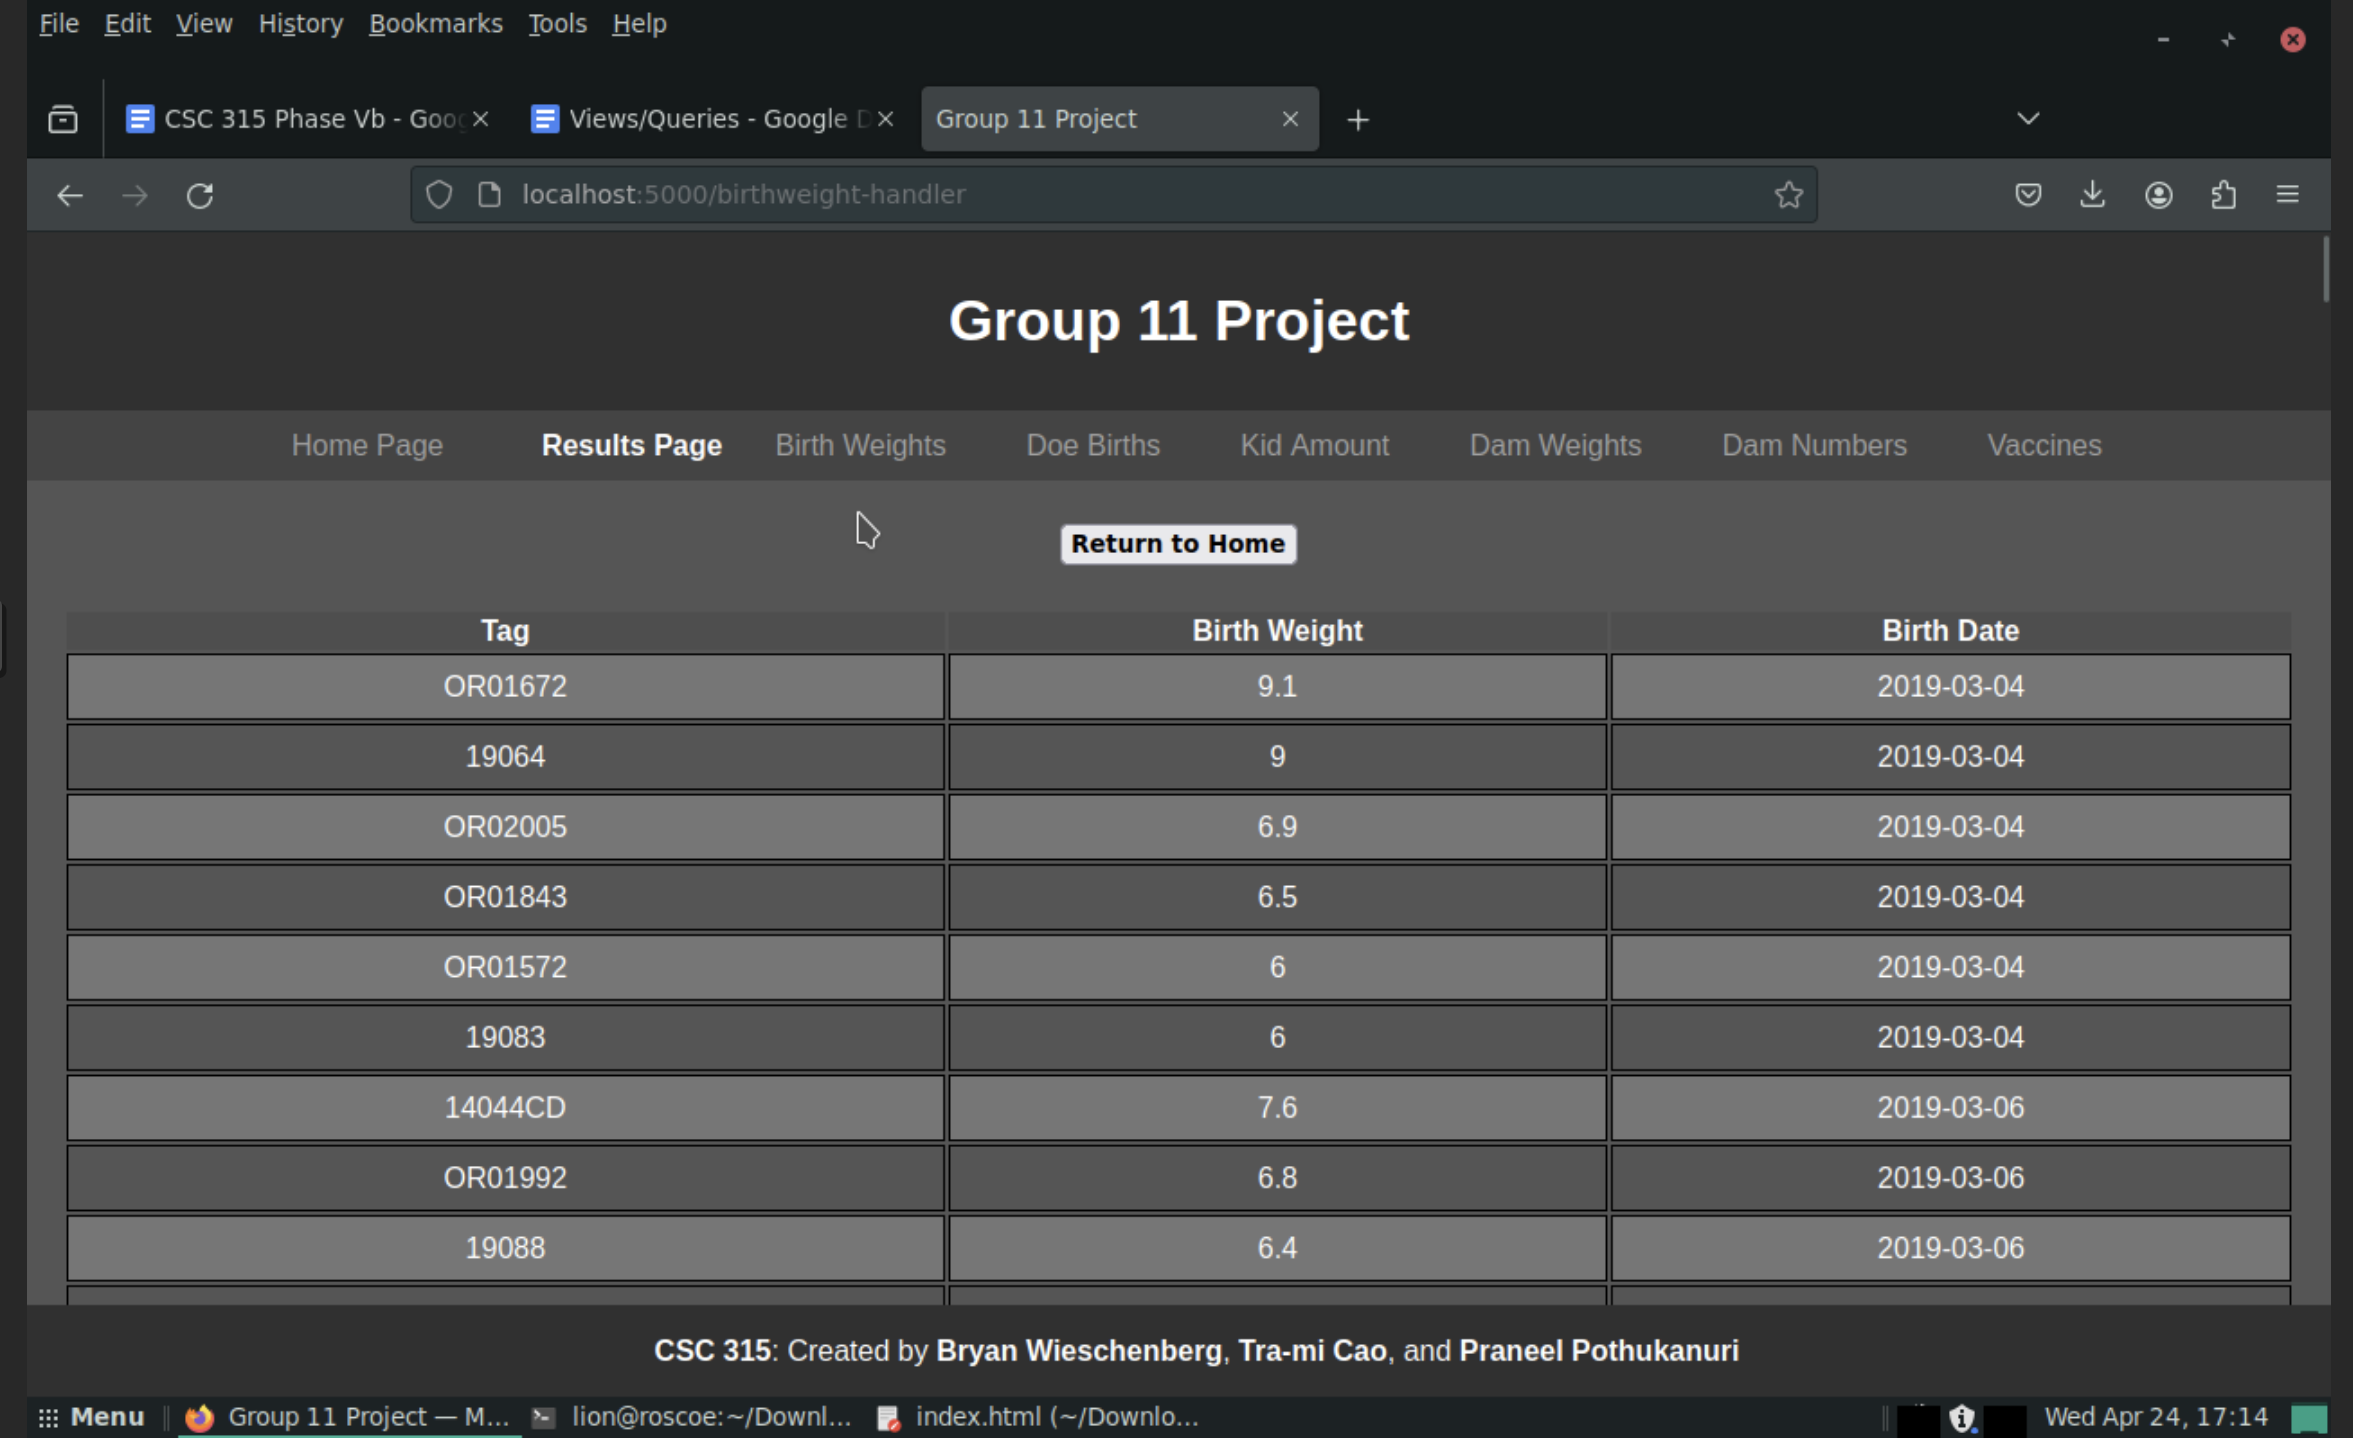 File Edit View History Bookmarks Tools Help
CSC 315 Phase Vb - Goog
Views/Queries - Google D
Group 11 Project
localhost:5000/birthweight-handler
Group 11 Project
Home Page Results Page Birth Weights Doe Births Kid Amount Dam Weights Dam Numbers Vaccines
Return to Home
Tag Birth Weight Birth Date
OR01672 9.1 2019-03-04
19064 9 2019-03-04
OR02005 6.9 2019-03-04
OR01843 6.5 2019-03-04
OR01572 6 2019-03-04
19083 6 2019-03-04
14044CD 7.6 2019-03-06
OR01992 6.8 2019-03-06
19088 6.4 2019-03-06
CSC 315: Created by Bryan Wieschenberg, Tra-mi Cao, and Praneel Pothukanuri
Menu Group 11 Project — M... lion@roscoe:~/Downl... index.html (~/Downlo... Wed Apr 24, 17:14